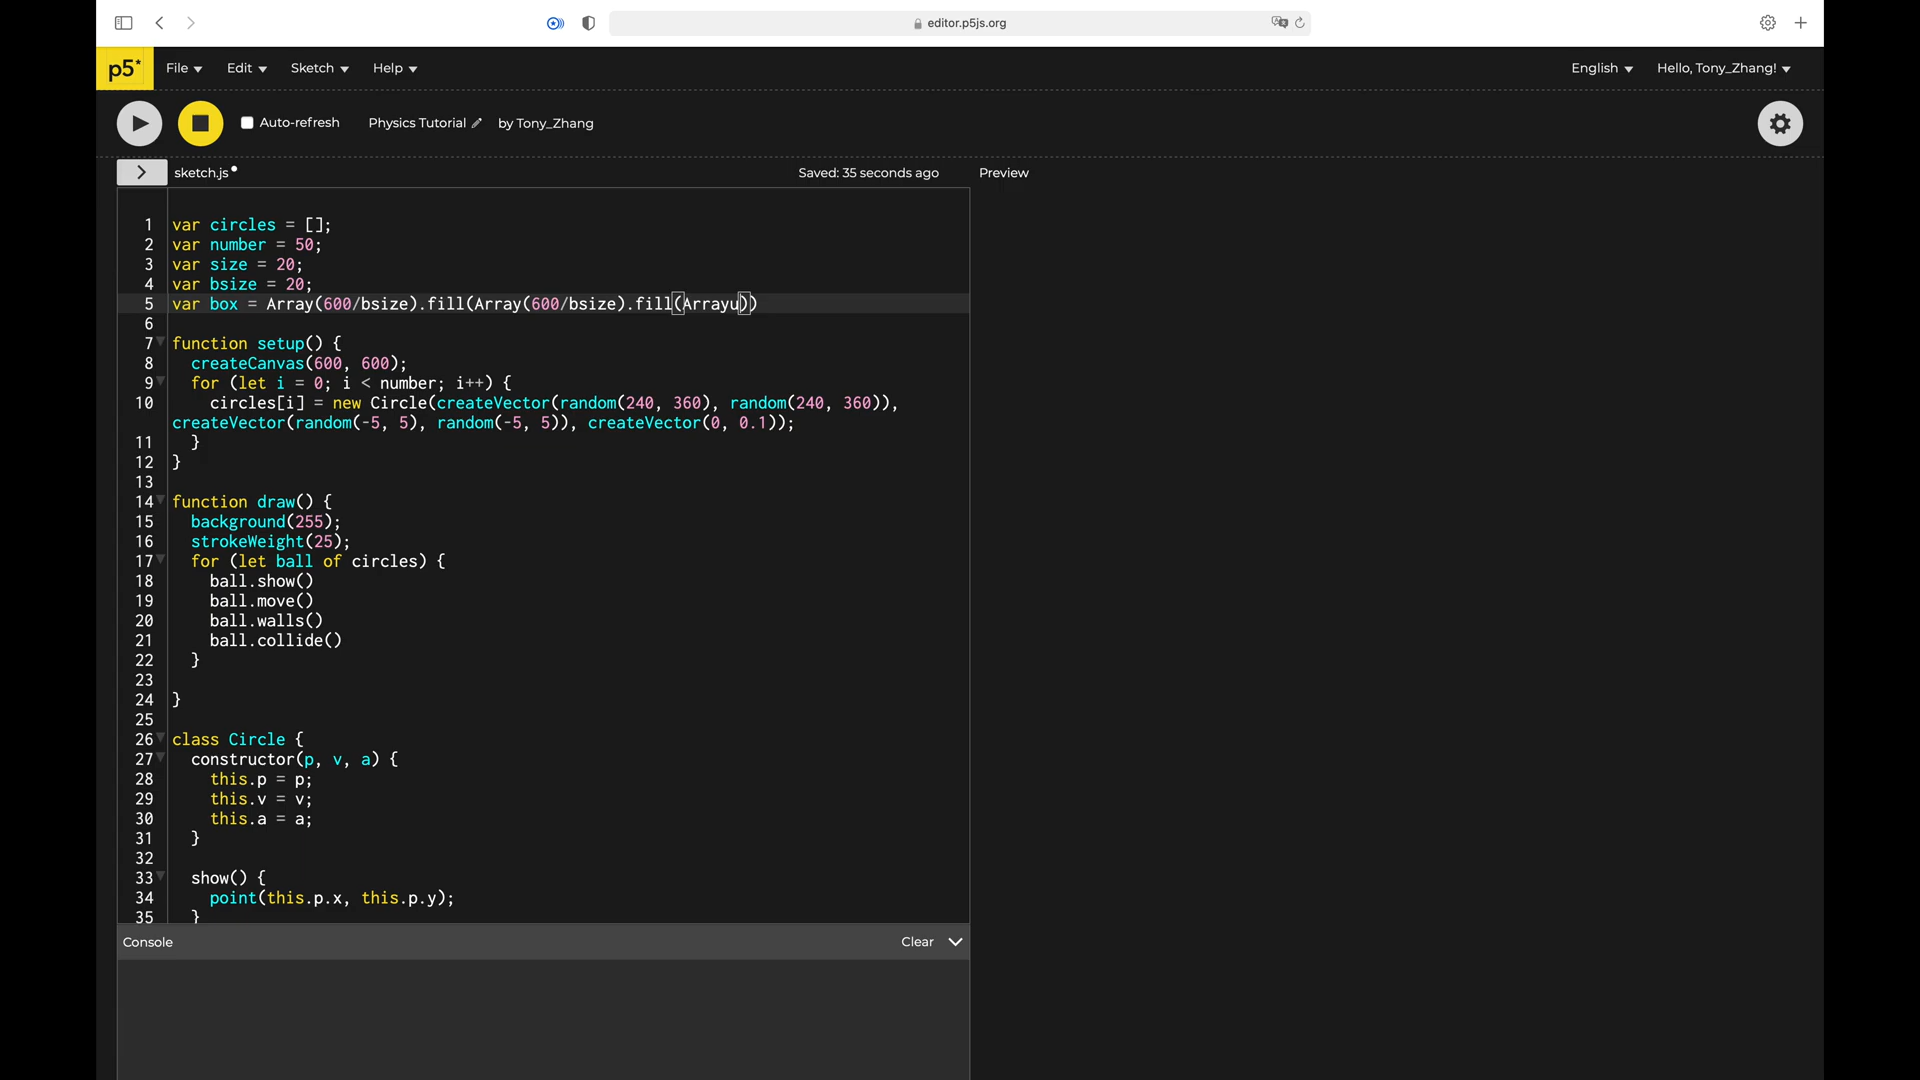 editor.p5js.org
p5* File Edit Sketch Help English Hello, Tony_Zhang!
Auto-refresh Physics Tutorial by Tony_Zhang
sketch.js Saved: 35 seconds ago Preview
1 var circles = [];
2 var number = 50;
3 var size = 20;
4 var bsize = 20;
5 var box = Array(600/bsize).fill(Array(600/bsize).fill(Arrayu))
6
7 function setup() {
8 createCanvas(600, 600);
9 for (let i = 0; i < number; i++) {
10 circles[i] = new Circle(createVector(random(240, 360), random(240, 360)),
createVector(random(-5, 5), random(-5, 5)), createVector(0, 0.1));
11 }
12 }
13
14 function draw() {
15 background(255);
16 strokeWeight(25);
17 for (let ball of circles) {
18 ball.show()
19 ball.move()
20 ball.walls()
21 ball.collide()
22 }
23
24 }
25
26 class Circle {
27 constructor(p, v, a) {
28 this.p = p;
29 this.v = v;
30 this.a = a;
31 }
32
33 show() {
34 point(this.p.x, this.p.y);
35 }
Console Clear